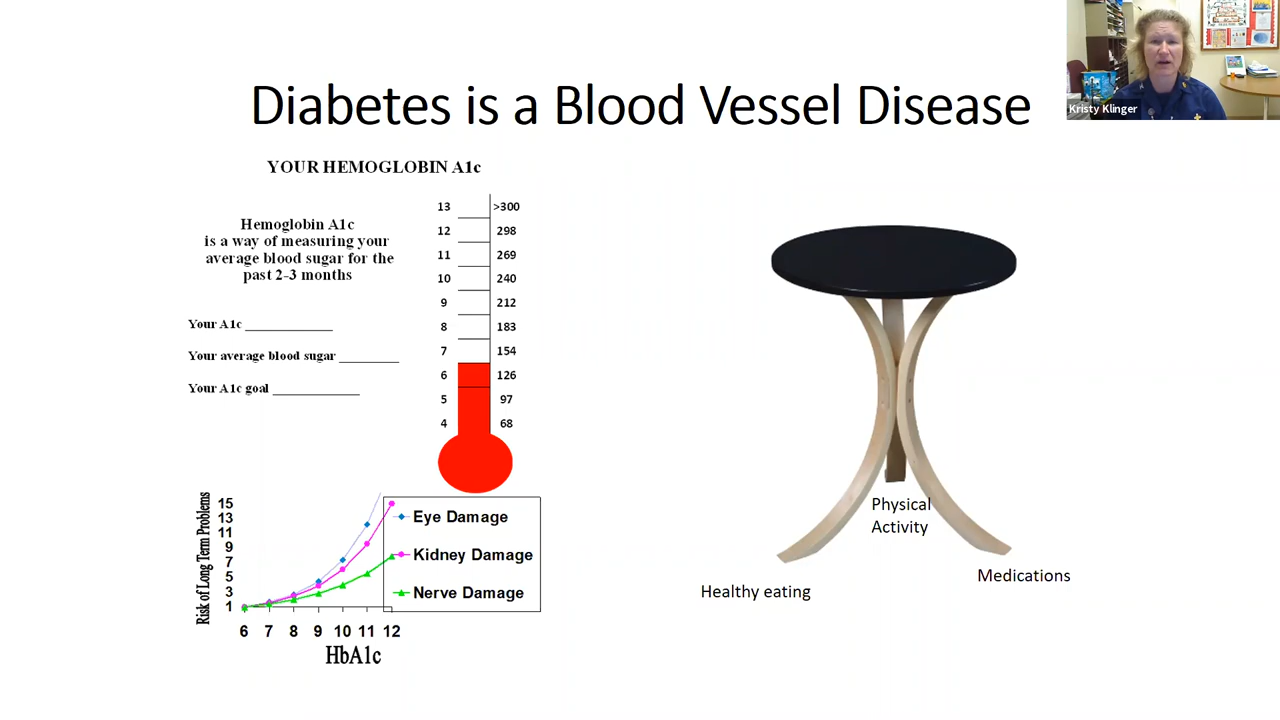 Diabetes is a Blood Vessel Disease
Kristy Klinger
YOUR HEMOGLOBIN A1c
Hemoglobin A1c
is a way of measuring your
average blood sugar for the
past 2-3 months
Your A1c ____________
Your average blood sugar ________
Your A1c goal ____________
13 >300
12 298
11 269
10 240
9 212
8 183
7 154
6 126
5 97
4 68
Risk of Long Term Problems
15
13
11
9
7
5
3
1
6 7 8 9 10 11 12
HbA1c
Eye Damage
Kidney Damage
Nerve Damage
Physical
Activity
Healthy eating
Medications